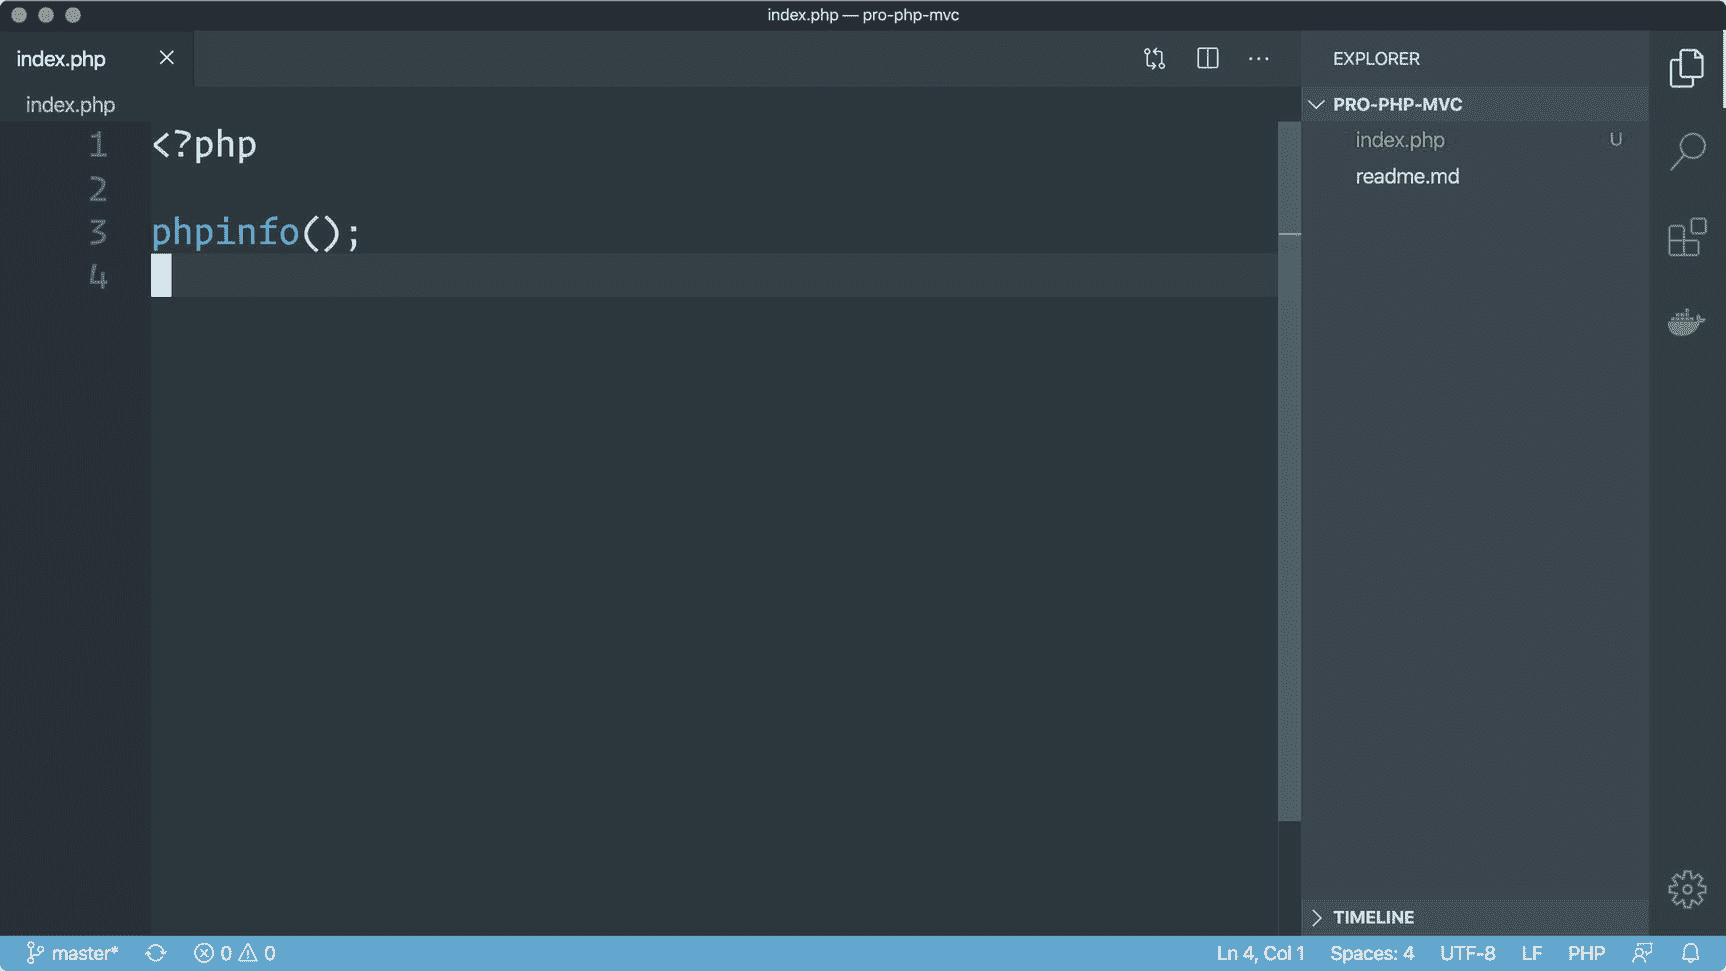 index.php — pro-php-mvc
index.php
EXPLORER
index.php
PRO-PHP-MVC
1 <?php
index.php U
2
readme.md
3 phpinfo();
4
TIMELINE
master* 0 0 Ln 4, Col 1 Spaces: 4 UTF-8 LF PHP